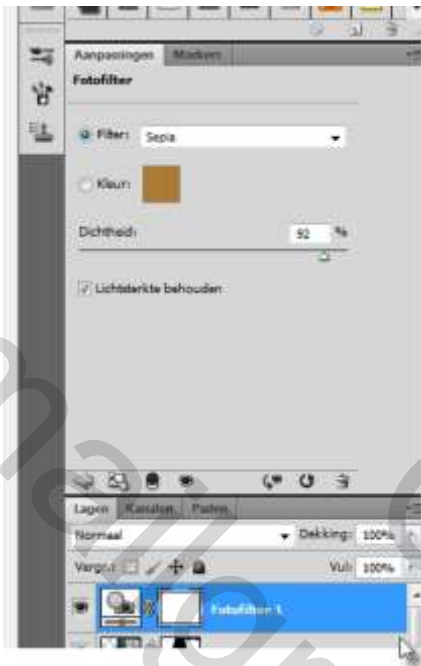 Aanpassingen Maskers
Fotofilter
Filter: Sepia
Kleur:
Dichtheid: 92 %
Lichtsterkte behouden
Lagen Kanalen Paden
Normaal Dekking: 100%
Vergr.: Vul: 100%
Fotofilter 1